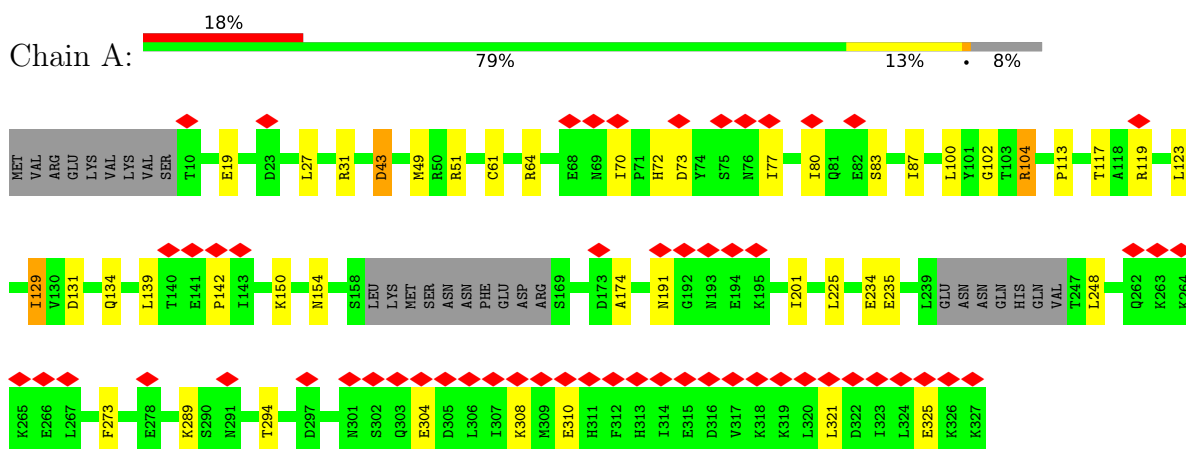 18%
Chain A:
79% 13% • 8%
MET VAL ARG GLU LYS VAL LYS VAL SER T10 E19 D23 L27 R31 D43 M49 R50 R51 C61 R64 E68 N69 I70 P71 H72 D73 Y74 S75 N76 I77 I80 Q81 E82 S83 I87 L100 Y101 G102 T103 R104 P113 T117 A118 R119 L123
I129 V130 D131 Q134 L139 T140 E141 P142 I143 K150 N154 S158 LEU LYS MET SER ASN ASN PHE GLU ASP ARG S169 D173 A174 N191 G192 N193 E194 K195 I201 L225 E234 E235 L239 GLU ASN ASN GLN HIS GLN VAL T247 L248 Q262 K263 K264
K265 E266 L267 F273 E278 K289 S290 N291 T294 D297 N301 S302 Q303 E304 D305 L306 I307 K308 M309 E310 H311 F312 H313 I314 E315 D316 V317 K318 K319 L320 L321 D322 I323 L324 E325 K326 K327